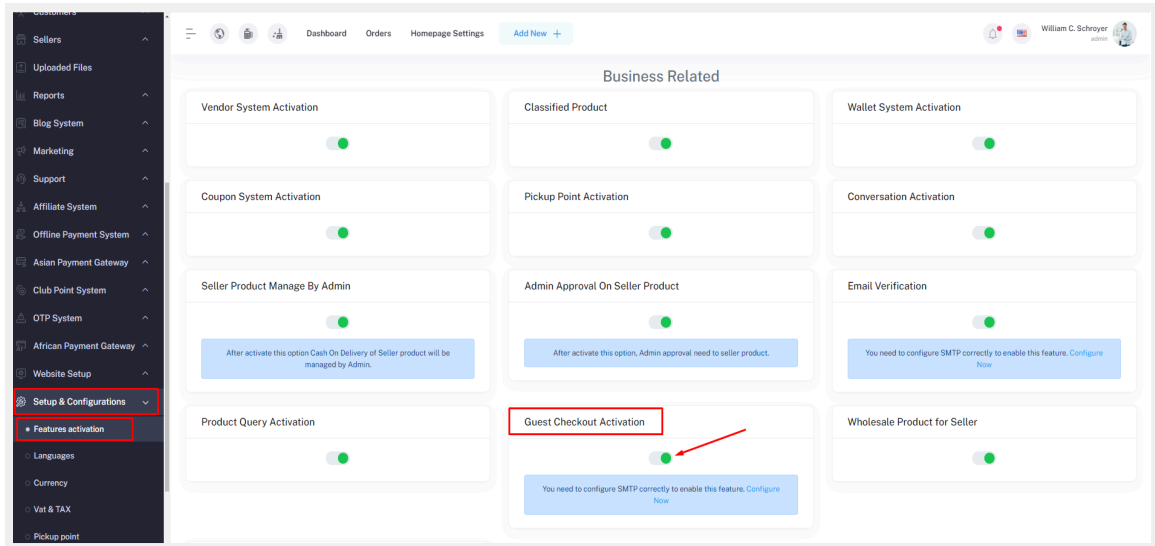 Customers
Sellers
Uploaded Files
Reports
Blog System
Marketing
Support
Affiliate System
Offline Payment System
Asian Payment Gateway
Club Point System
OTP System
African Payment Gateway
Website Setup
Setup & Configurations
Features activation
Languages
Currency
Vat & TAX
Pickup point
Dashboard Orders Homepage Settings Add New +
William C. Schroyer
admin
Business Related
Vendor System Activation
Classified Product
Wallet System Activation
Coupon System Activation
Pickup Point Activation
Conversation Activation
Seller Product Manage By Admin
After activate this option Cash On Delivery of Seller product will be
managed by Admin.
Admin Approval On Seller Product
After activate this option, Admin approval need to seller product.
Email Verification
You need to configure SMTP correctly to enable this feature. Configure
Now
Product Query Activation
Guest Checkout Activation
You need to configure SMTP correctly to enable this feature. Configure
Now
Wholesale Product for Seller